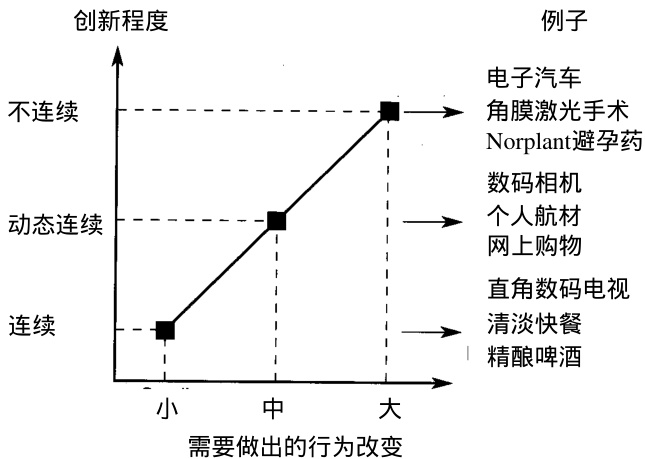 创新程度
例子
不连续
动态连续
连续
电子汽车
角膜激光手术
Norplant避孕药
数码相机
个人航材
网上购物
直角数码电视
清淡快餐
精酿啤酒
小
中
大
需要做出的行为改变